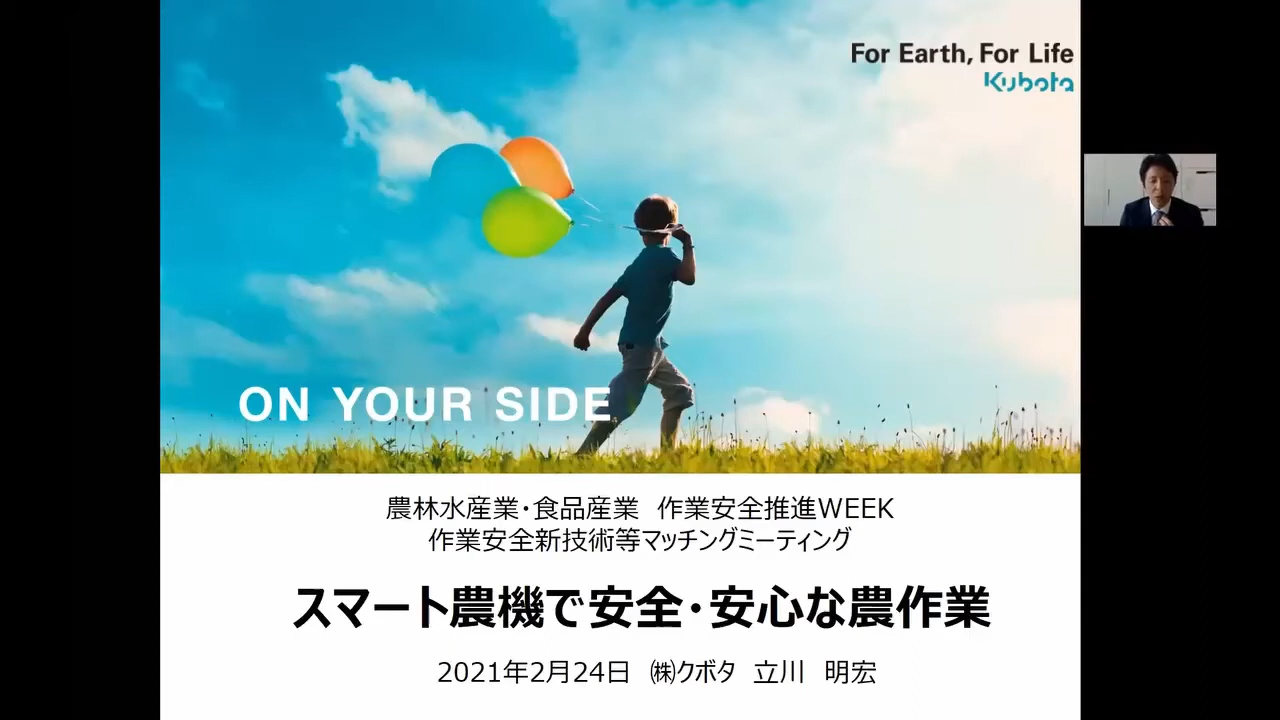 For Earth, For Life
Kubota
ON YOUR SIDE
農林水産業・食品産業　作業安全推進WEEK
作業安全新技術等マッチングミーティング
スマート農機で安全・安心な農作業
2021年2月24日　㈱クボタ　立川　明宏